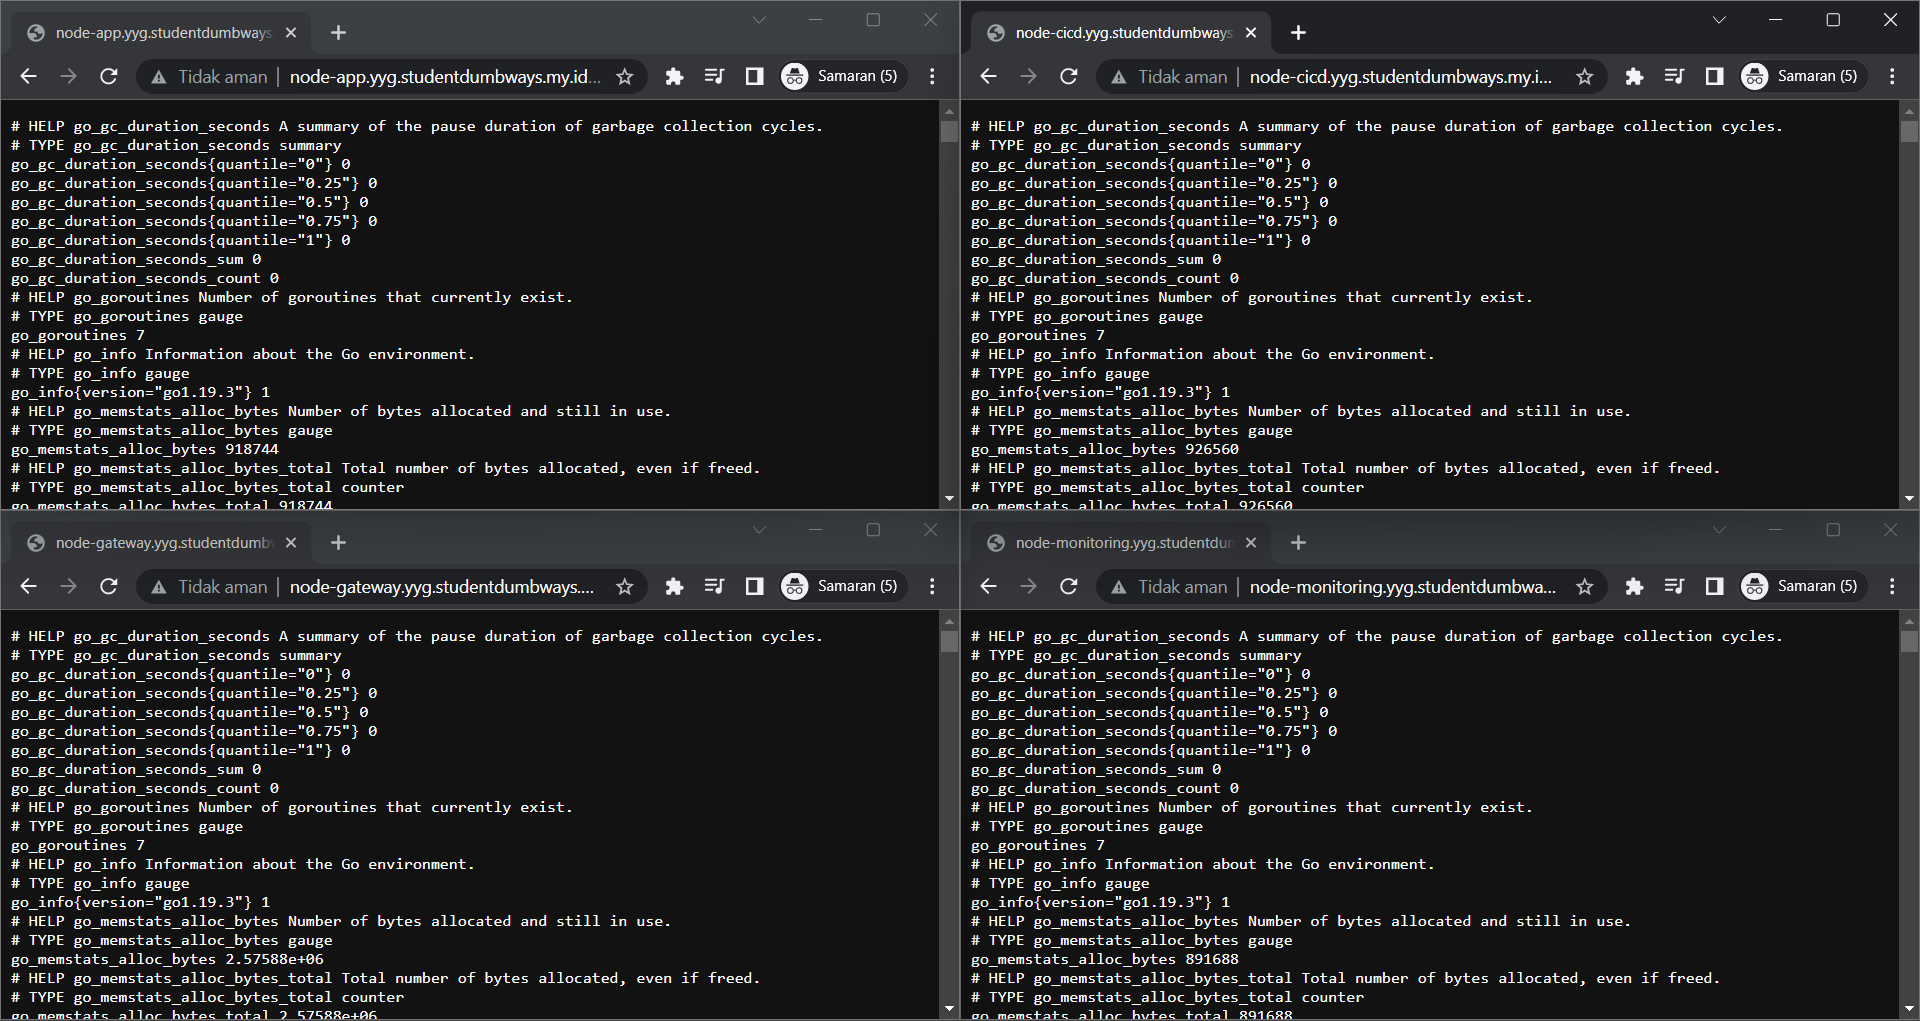 node-app.yyg.studentdumbways.
Tidak aman | node-app.yyg.studentdumbways.my.id...
Samaran (5)
# HELP go_gc_duration_seconds A summary of the pause duration of garbage collection cycles.
# TYPE go_gc_duration_seconds summary
go_gc_duration_seconds{quantile="0"} 0
go_gc_duration_seconds{quantile="0.25"} 0
go_gc_duration_seconds{quantile="0.5"} 0
go_gc_duration_seconds{quantile="0.75"} 0
go_gc_duration_seconds{quantile="1"} 0
go_gc_duration_seconds_sum 0
go_gc_duration_seconds_count 0
# HELP go_goroutines Number of goroutines that currently exist.
# TYPE go_goroutines gauge
go_goroutines 7
# HELP go_info Information about the Go environment.
# TYPE go_info gauge
go_info{version="go1.19.3"} 1
# HELP go_memstats_alloc_bytes Number of bytes allocated and still in use.
# TYPE go_memstats_alloc_bytes gauge
go_memstats_alloc_bytes 918744
# HELP go_memstats_alloc_bytes_total Total number of bytes allocated, even if freed.
# TYPE go_memstats_alloc_bytes_total counter
go_memstats_alloc_bytes_total 918744
node-cicd.yyg.studentdumbways
Tidak aman | node-cicd.yyg.studentdumbways.my.i...
Samaran (5)
# HELP go_gc_duration_seconds A summary of the pause duration of garbage collection cycles.
# TYPE go_gc_duration_seconds summary
go_gc_duration_seconds{quantile="0"} 0
go_gc_duration_seconds{quantile="0.25"} 0
go_gc_duration_seconds{quantile="0.5"} 0
go_gc_duration_seconds{quantile="0.75"} 0
go_gc_duration_seconds{quantile="1"} 0
go_gc_duration_seconds_sum 0
go_gc_duration_seconds_count 0
# HELP go_goroutines Number of goroutines that currently exist.
# TYPE go_goroutines gauge
go_goroutines 7
# HELP go_info Information about the Go environment.
# TYPE go_info gauge
go_info{version="go1.19.3"} 1
# HELP go_memstats_alloc_bytes Number of bytes allocated and still in use.
# TYPE go_memstats_alloc_bytes gauge
go_memstats_alloc_bytes 926560
# HELP go_memstats_alloc_bytes_total Total number of bytes allocated, even if freed.
# TYPE go_memstats_alloc_bytes_total counter
go_memstats_alloc_bytes_total 926560
node-gateway.yyg.studentdumbw
Tidak aman | node-gateway.yyg.studentdumbways....
Samaran (5)
# HELP go_gc_duration_seconds A summary of the pause duration of garbage collection cycles.
# TYPE go_gc_duration_seconds summary
go_gc_duration_seconds{quantile="0"} 0
go_gc_duration_seconds{quantile="0.25"} 0
go_gc_duration_seconds{quantile="0.5"} 0
go_gc_duration_seconds{quantile="0.75"} 0
go_gc_duration_seconds{quantile="1"} 0
go_gc_duration_seconds_sum 0
go_gc_duration_seconds_count 0
# HELP go_goroutines Number of goroutines that currently exist.
# TYPE go_goroutines gauge
go_goroutines 7
# HELP go_info Information about the Go environment.
# TYPE go_info gauge
go_info{version="go1.19.3"} 1
# HELP go_memstats_alloc_bytes Number of bytes allocated and still in use.
# TYPE go_memstats_alloc_bytes gauge
go_memstats_alloc_bytes 2.57588e+06
# HELP go_memstats_alloc_bytes_total Total number of bytes allocated, even if freed.
# TYPE go_memstats_alloc_bytes_total counter
go_memstats_alloc_bytes_total 2.57588e+06
node-monitoring.yyg.studentdum
Tidak aman | node-monitoring.yyg.studentdumbwa...
Samaran (5)
# HELP go_gc_duration_seconds A summary of the pause duration of garbage collection cycles.
# TYPE go_gc_duration_seconds summary
go_gc_duration_seconds{quantile="0"} 0
go_gc_duration_seconds{quantile="0.25"} 0
go_gc_duration_seconds{quantile="0.5"} 0
go_gc_duration_seconds{quantile="0.75"} 0
go_gc_duration_seconds{quantile="1"} 0
go_gc_duration_seconds_sum 0
go_gc_duration_seconds_count 0
# HELP go_goroutines Number of goroutines that currently exist.
# TYPE go_goroutines gauge
go_goroutines 7
# HELP go_info Information about the Go environment.
# TYPE go_info gauge
go_info{version="go1.19.3"} 1
# HELP go_memstats_alloc_bytes Number of bytes allocated and still in use.
# TYPE go_memstats_alloc_bytes gauge
go_memstats_alloc_bytes 891688
# HELP go_memstats_alloc_bytes_total Total number of bytes allocated, even if freed.
# TYPE go_memstats_alloc_bytes_total counter
go_memstats_alloc_bytes_total 891688